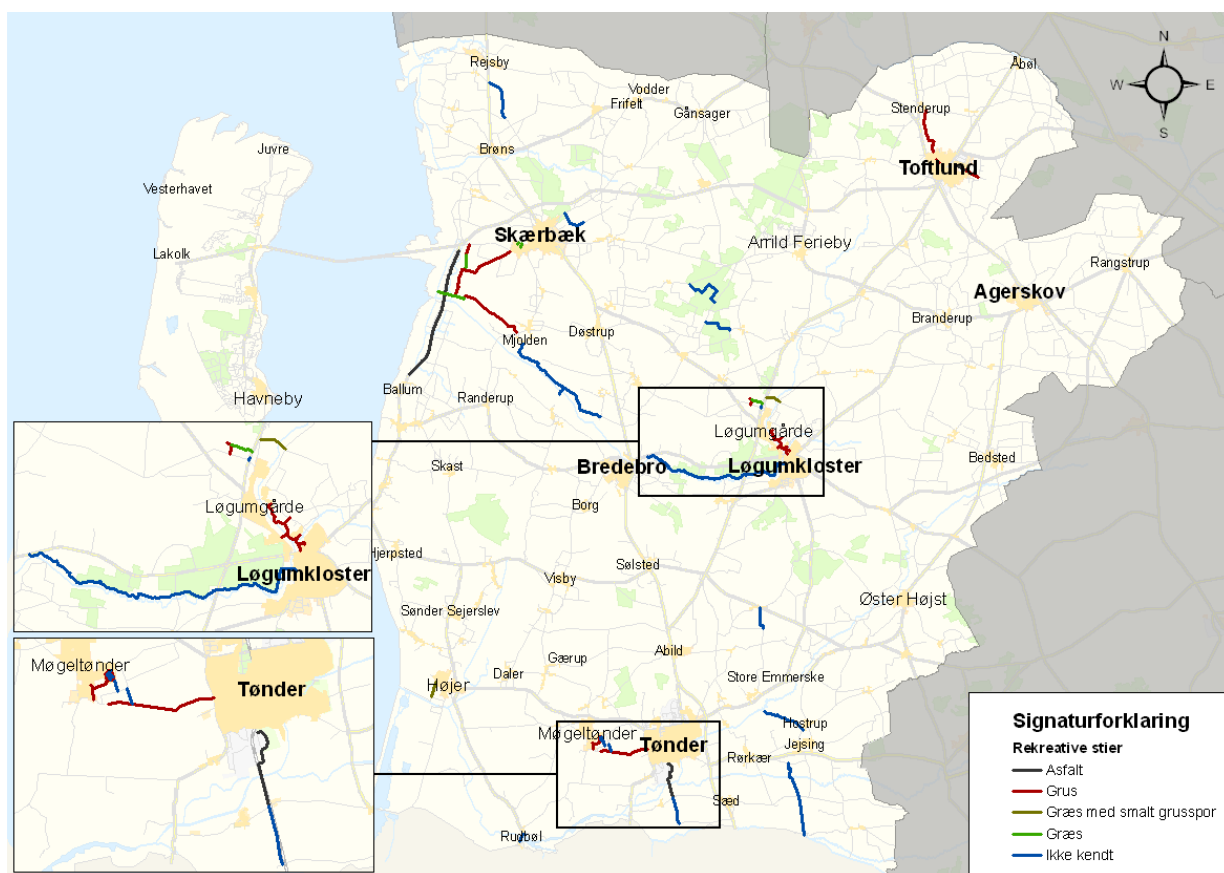 N
W E
S
Rejsby
Åbøl
Vodder
Frifelt
Gånsager
Stenderup
Juvre
Brøns
Toftlund
Vesterhavet
Skærbæk
Arrild Ferieby
Lakolk
Rangstrup
Agerskov
Branderup
Døstrup
Mjolden
Ballum
Randerup
Havneby
Løgumgårde
Bedsted
Skast
Bredebro
Løgumkloster
Borg
Løgumgårde
Hjerpsted
Løgumkloster
Sølsted
Visby
Øster Højst
Sønder Sejerslev
Gærup
Abild
Daler
Store Emmerske
Højer
Møgeltønder
Tønder
Hostrup
Møgeltønder
Tønder
Jejsing
Rørkær
Sæd
Rudbøl
Signaturforklaring
Rekreative stier
Asfalt
Grus
Græs med smalt grusspor
Græs
Ikke kendt